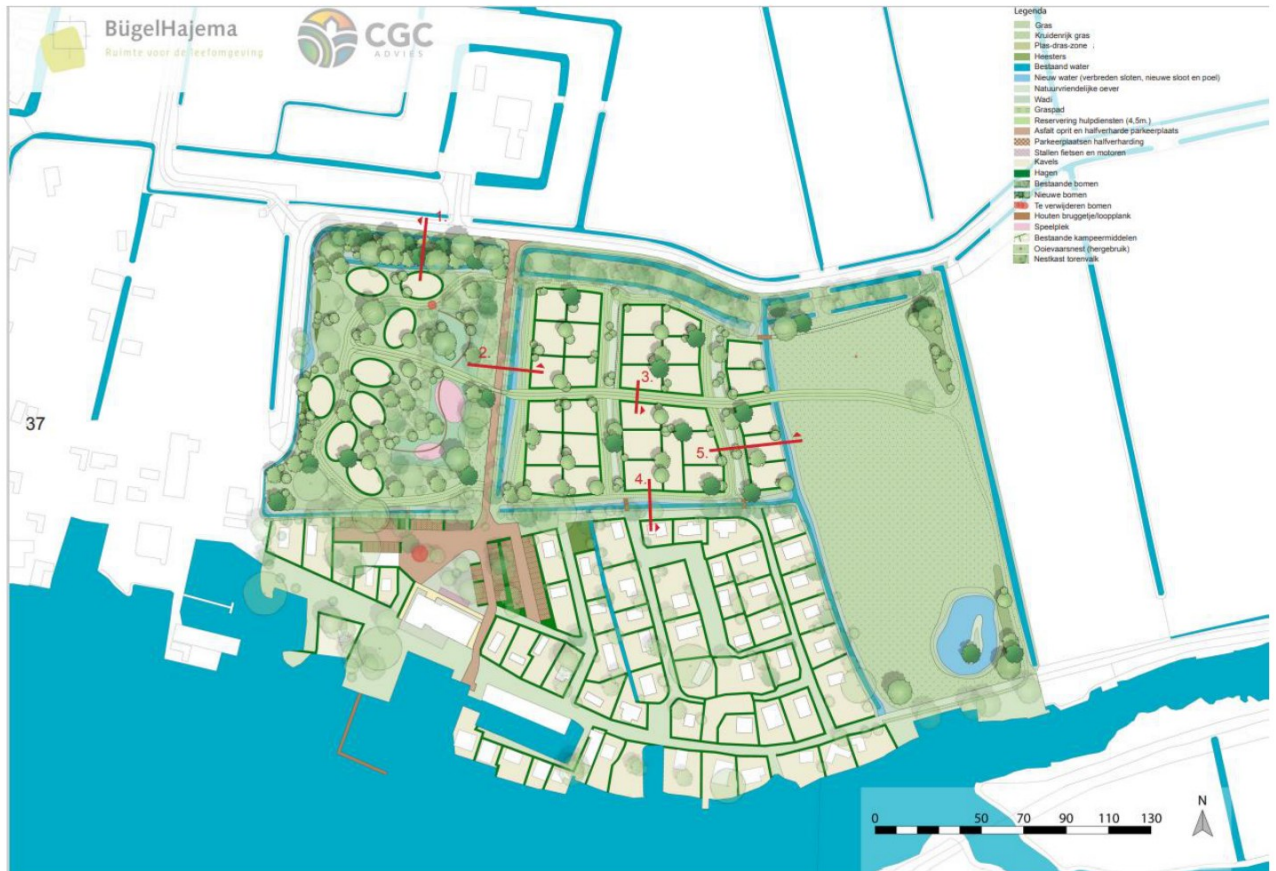 BügelHajema
Ruimte voor de leefomgeving
CGC
ADVIES
Legenda
Gras
Kruidenrijk gras
Plas-dras-zone
Heesters
Bestaand water
Nieuw water (verbreden sloten, nieuwe sloot en poel)
Natuurvriendelijke oever
Wadi
Graspad
Reservering hulpdiensten (4,5m.)
Asfalt oprit en halfverharde parkeerplaats
Parkeerplaatsen halfverharding
Stallen fietsen en motoren
Kavels
Hagen
Bestaande bomen
Nieuwe bomen
Te verwijderen bomen
Houten bruggetje/loopplank
Speelplek
Bestaande kampeermiddelen
Ooievaarsnest (hergebruik)
Nestkast torenvalk
1.
2.
3.
37
5.
4.
0 50 70 90 110 130
N